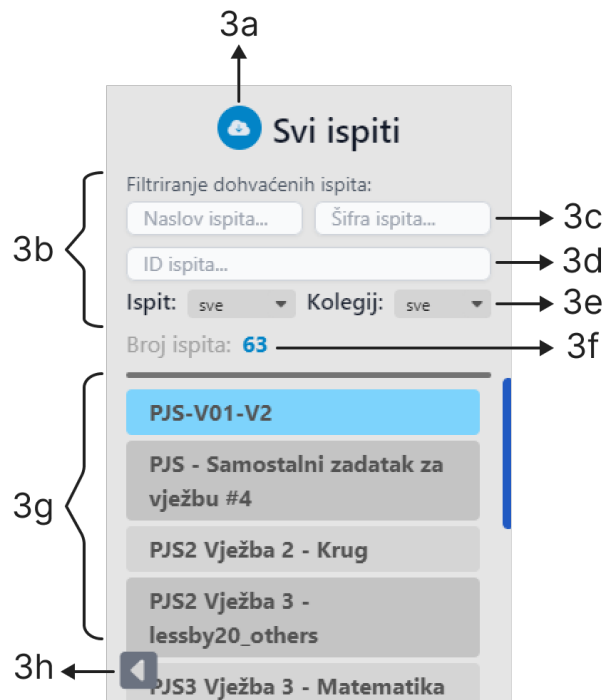 3a
Svi ispiti
Filtriranje dohvaćenih ispita:
Naslov ispita... Šifra ispita... 3c
3b
ID ispita... 3d
Ispit: sve Kolegij: sve 3e
Broj ispita: 63 3f
PJS-V01-V2
PJS - Samostalni zadatak za
vježbu #4
3g
PJS2 Vježba 2 - Krug
PJS2 Vježba 3 -
lessby20_others
3h
PJS3 Vježba 3 - Matematika